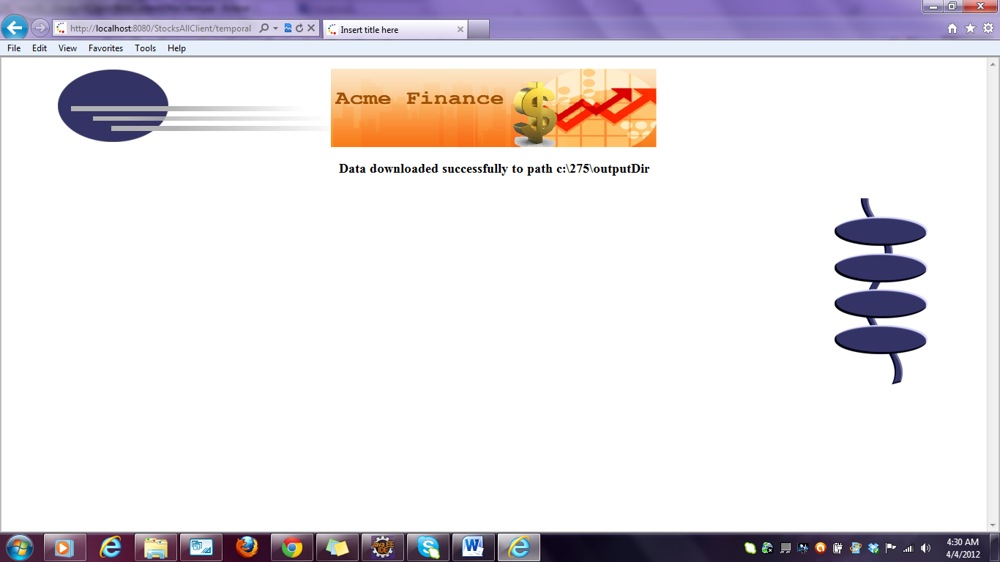 http://localhost:8080/StocksAllClient/temporal
Insert title here
File Edit View Favorites Tools Help
Acme Finance
Data downloaded successfully to path c:\275\outputDir
Java EE
IDE
4:30 AM
4/4/2012